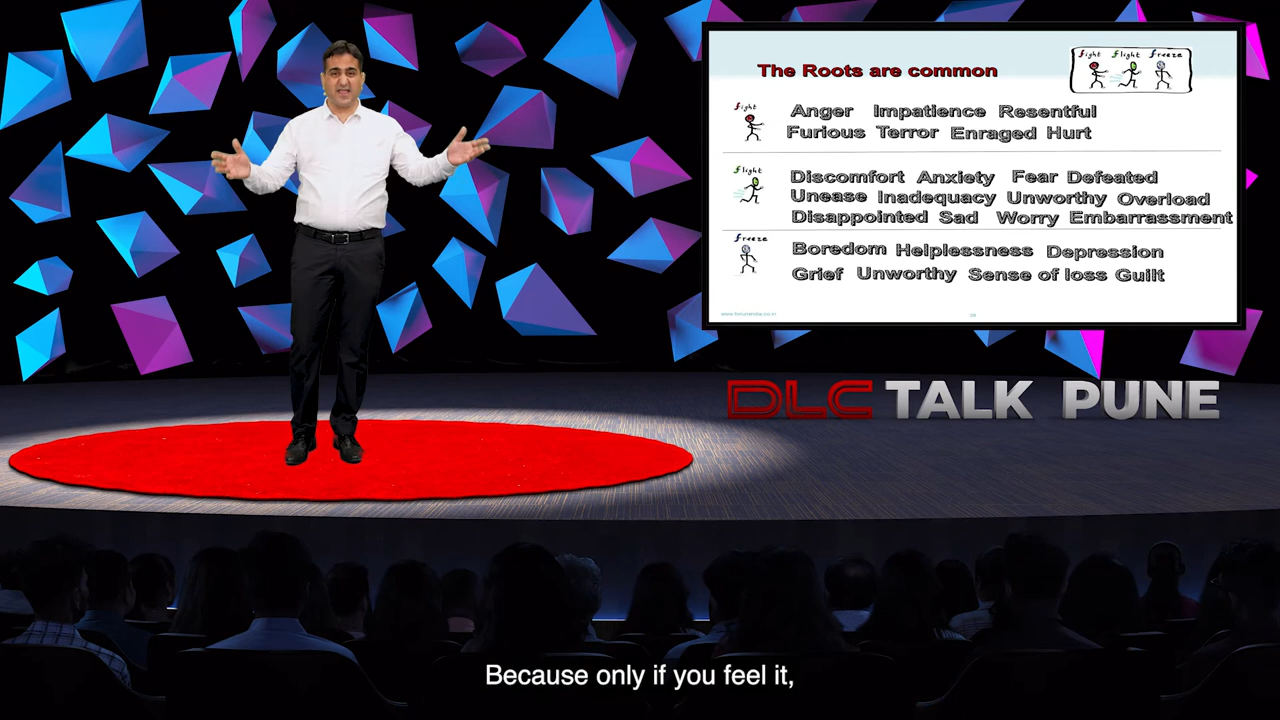 The Roots are common
fight flight freeze
fight
Anger Impatience Resentful
Furious Terror Enraged Hurt
flight
Discomfort Anxiety Fear Defeated
Unease Inadequacy Unworthy Overload
Disappointed Sad Worry Embarrassment
freeze
Boredom Helplessness Depression
Grief Unworthy Sense of loss Guilt
DLC TALK PUNE
Because only if you feel it,